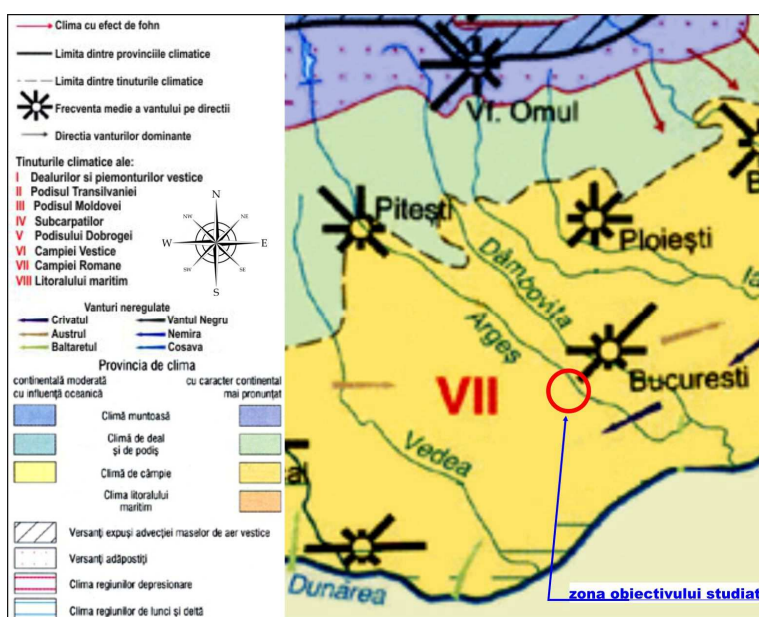 Clima cu efect de fohn
Limita dintre provinciile climatice
Limita dintre tinuturile climatice
Frecventa medie a vantului pe directii
Directia vanturilor dominante
Tinuturile climatice ale:
I Dealurilor si piemonturilor vestice
II Podisul Transilvaniei
III Podisul Moldovei
IV Subcarpatilor
V Podisului Dobrogei
VI Campiei Vestice
VII Campiei Romane
VIII Litoralului maritim
N
NW NE
W E
SW SE
S
Vanturi neregulate
Crivatul Vantul Negru
Austrul Nemira
Baltaretul Cosava
Provincia de clima
continentală moderată cu caracter continental
cu influență oceanică mai pronunțat
Climă muntoasă
Climă de deal
și de podiș
Climă de câmpie
Clima litoralului
maritim
Versanți expuși advecției maselor de aer vestice
Versanți adăpostiți
Clima regiunilor depresionare
Clima regiunilor de lunci și deltă
Vf. Omul
B
Pitești
Ploiești
Dâmbovița
Ia
Argeș
București
VII
Vedea
al
Dunărea
zona obiectivului studiat